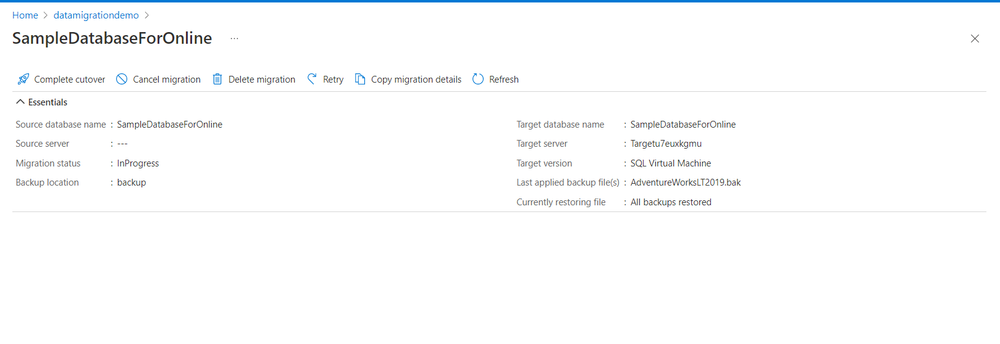 Home > datamigrationdemo >
SampleDatabaseForOnline ...
Complete cutover Cancel migration Delete migration Retry Copy migration details Refresh
Essentials
Source database name : SampleDatabaseForOnline
Source server : ---
Migration status : InProgress
Backup location : backup
Target database name : SampleDatabaseForOnline
Target server : Targetu7euxkgmu
Target version : SQL Virtual Machine
Last applied backup file(s) : AdventureWorksLT2019.bak
Currently restoring file : All backups restored